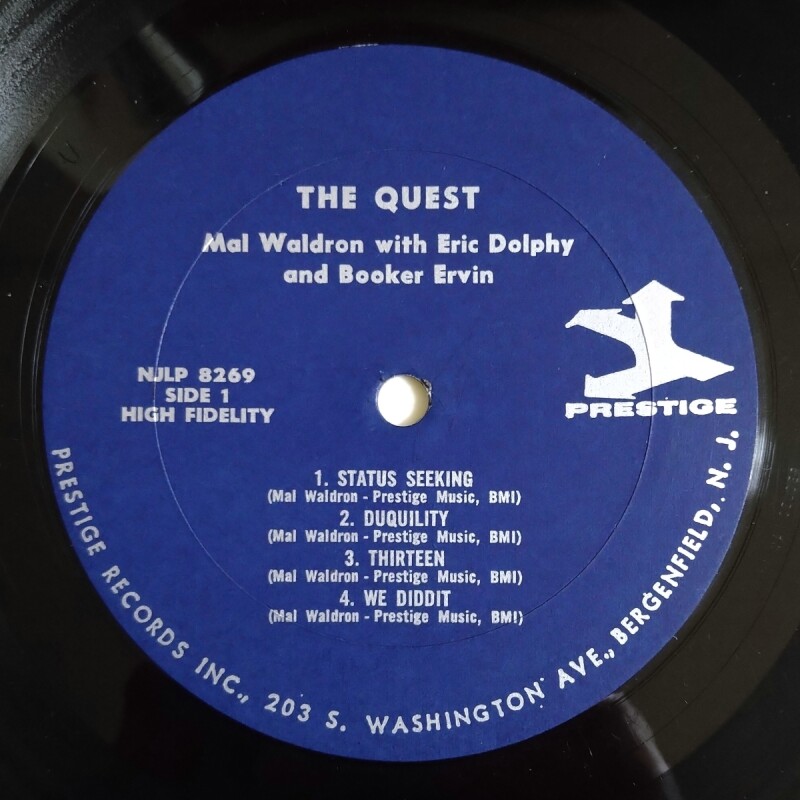 THE QUEST
Mal Waldron with Eric Dolphy
and Booker Ervin
NJLP 8269
SIDE 1
HIGH FIDELITY
PRESTIGE
1. STATUS SEEKING
(Mal Waldron - Prestige Music, BMI)
2. DUQUILITY
(Mal Waldron - Prestige Music, BMI)
3. THIRTEEN
(Mal Waldron - Prestige Music, BMI)
4. WE DIDDIT
(Mal Waldron - Prestige Music, BMI)
PRESTIGE RECORDS INC., 203 S. WASHINGTON AVE., BERGENFIELD, N. J.